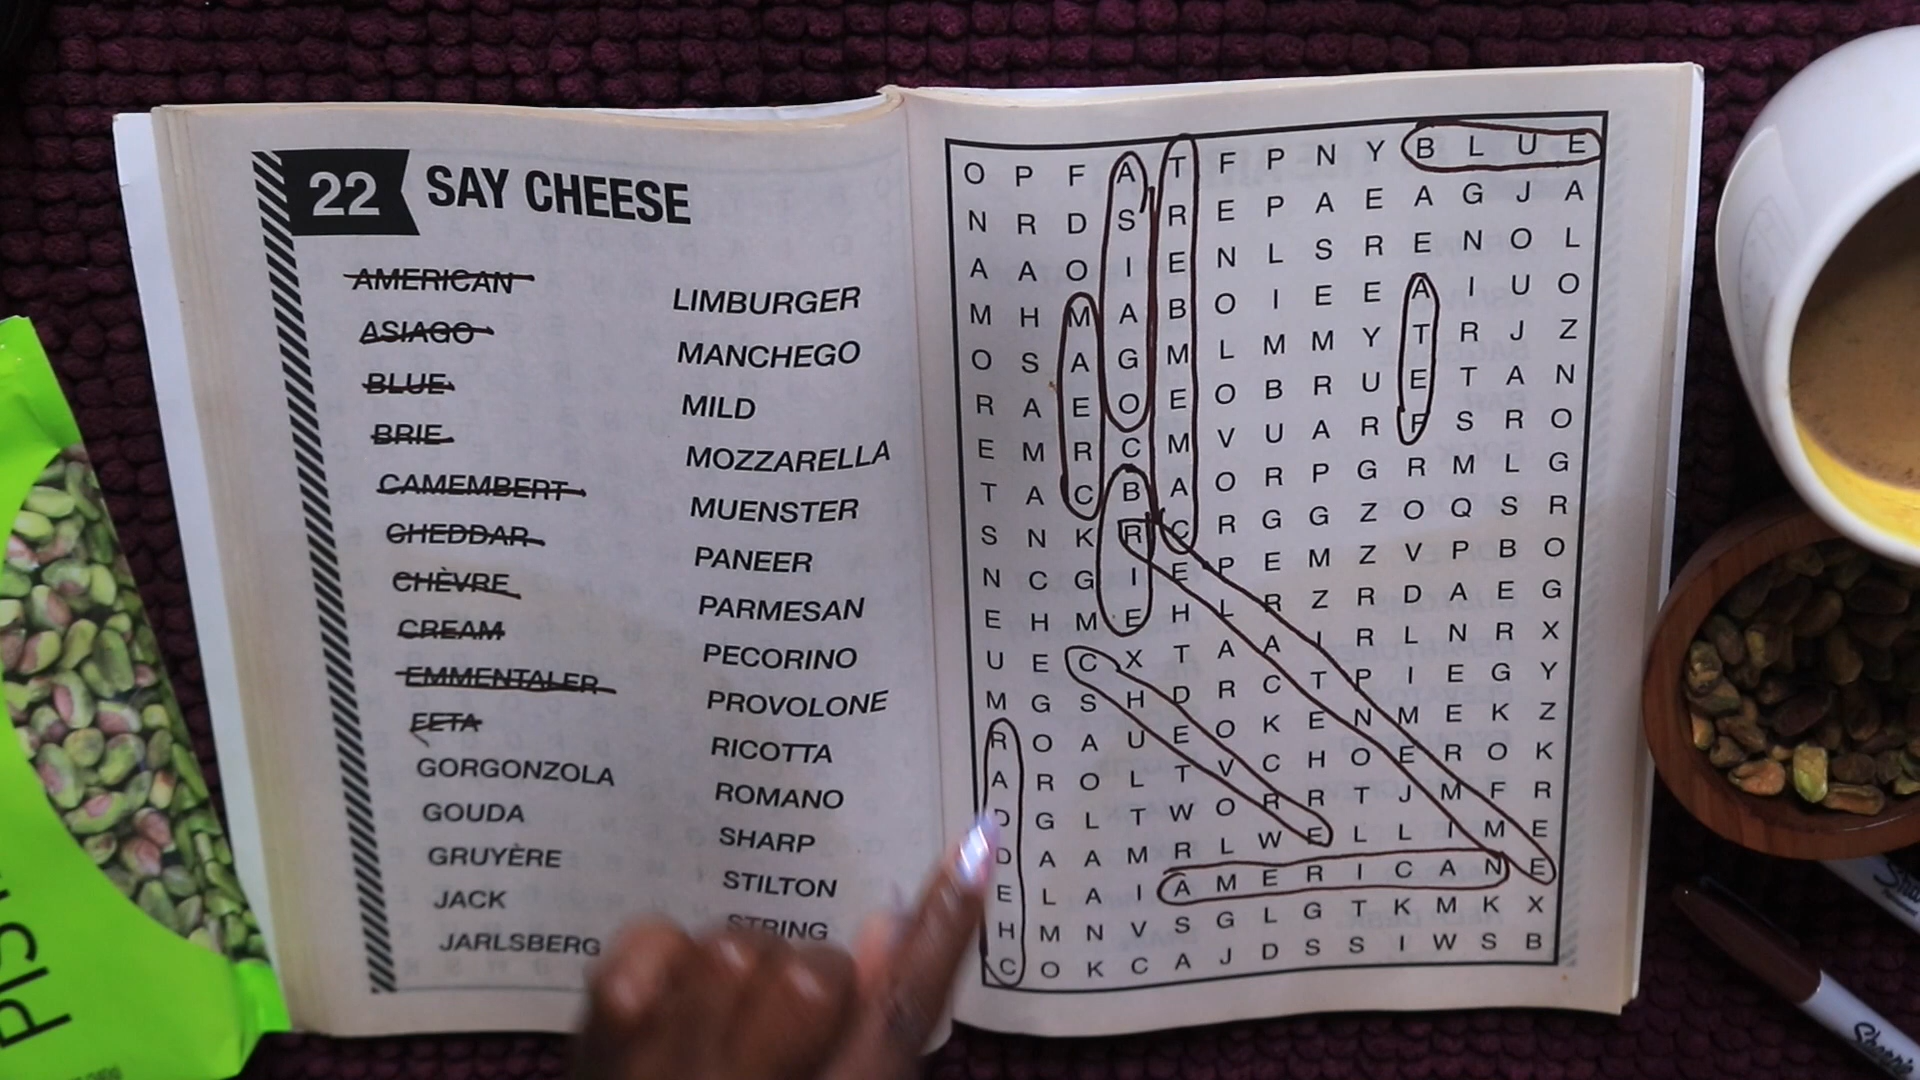 22 SAY CHEESE
AMERICAN
ASIAGO
BLUE
BRIE
CAMEMBERT
CHEDDAR
CHÈVRE
CREAM
EMMENTALER
FETA
GORGONZOLA
GOUDA
GRUYÈRE
JACK
JARLSBERG
LIMBURGER
MANCHEGO
MILD
MOZZARELLA
MUENSTER
PANEER
PARMESAN
PECORINO
PROVOLONE
RICOTTA
ROMANO
SHARP
STILTON
STRING
O P F A T F P N Y B L U E
N R D S R E P A E A G J A
A A O I E N L S R E N O L
M H M A B O I E E A I U O
O S A G M L M M Y T R J Z
R A E O E O B R U E T A N
E M R C M V U A R F S R O
T A C B A O R P G R M L G
S N K R C R G G Z O Q S R
N C G I E P E M Z V P B O
E H M E H L R Z R D A E G
U E C X T A A I R L N R X
M G S H D R C T P I E G Y
R O A U E O K E N M E K Z
A R O L T V C H O E R O K
D G L T W O R R T J M F R
D A A M R L W E L L I M E
E L A I A M E R I C A N E
H M N V S G L G T K M K X
C O K C A J D S S I W S B
Sharpie